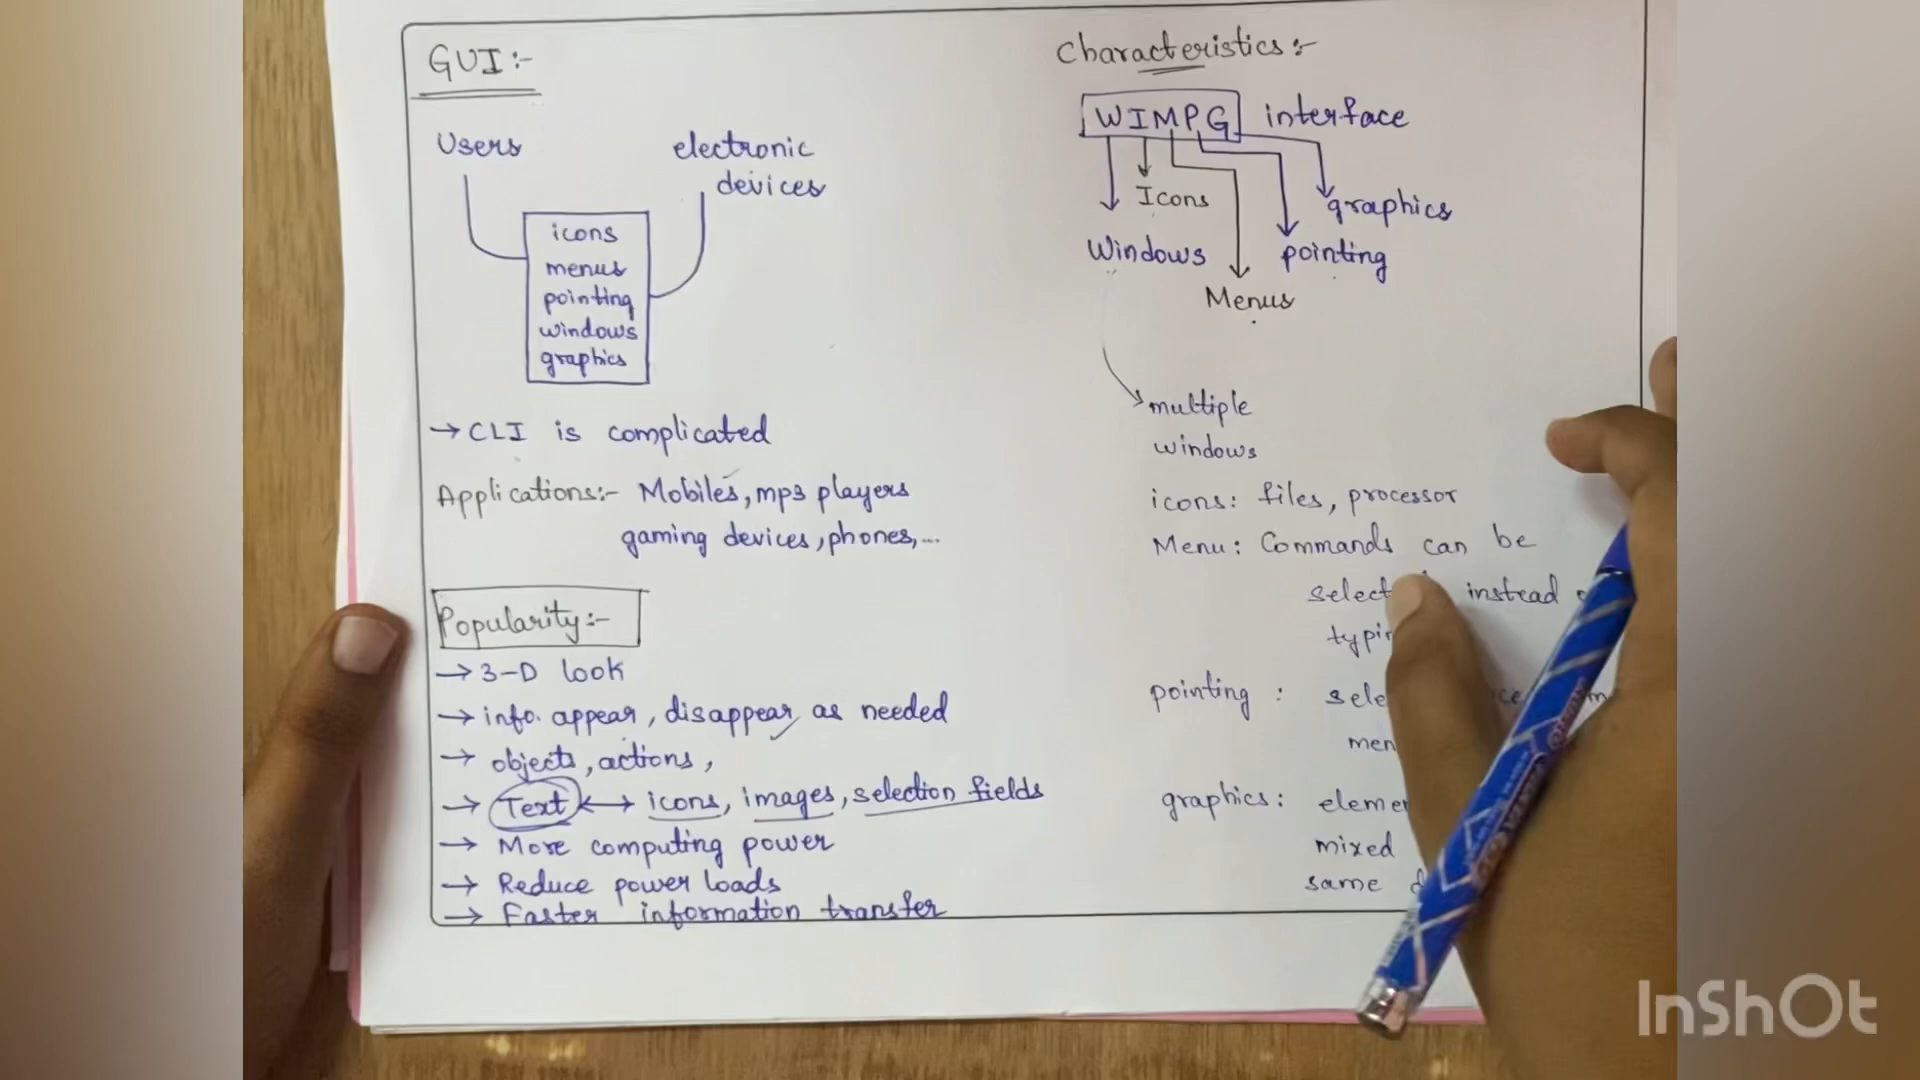 GUI:-
Users
electronic
devices
icons
menus
pointing
windows
graphics
→ CLI is complicated
Applications:- Mobiles, mp3 players
gaming devices, phones,...
Popularity:-
→ 3-D look
→ info. appear, disappear as needed
→ objects, actions,
→ Text ↔ icons, images, selection fields
→ More computing power
→ Reduce power loads
→ Faster information transfer
Characteristics:-
WIMPG interface
Icons
graphics
Windows
pointing
Menus
multiple
windows
icons: files, processor
Menu: Commands can be
select instead
pointing:
graphics:
mixed
same
InShOt